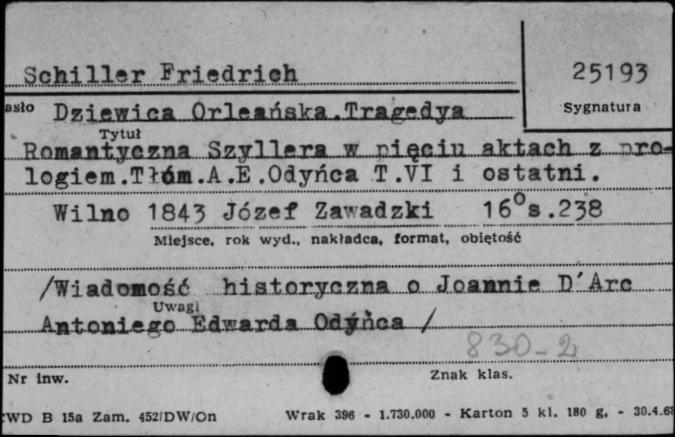 Schiller Friedrich
25193
asło
Sygnatura
Dziewica Orleańska.Tragedya
Tytuł
Romantyczna Szyllera w pięciu aktach z pro-
logiem.Tłóm.A.E.Odyńca T.VI i ostatni.
Wilno 1843 Józef Zawadzki 16°s.238
Miejsce, rok wyd., nakładca, format, obiętość
/Wiadomość historyczna o Joannie D'Arc
Uwagi
Antoniego Edwarda Odyńca /
830-2
Nr inw.
Znak klas.
WD B 15a Zam. 452/DW/On Wrak 396 - 1.730.000 - Karton 5 kl. 180 g, - 30.4.68